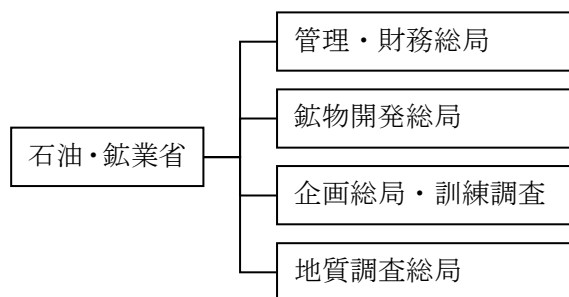 管理・財務総局
鉱物開発総局
石油・鉱業省
企画総局・訓練調査
地質調査総局